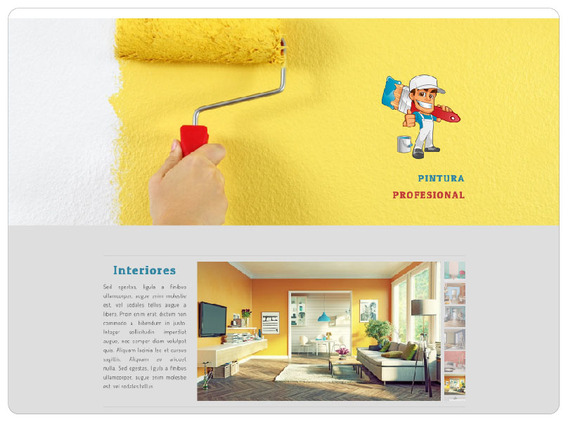 PINTURA
PROFESIONAL
Interiores
Sed egestas, ligula a finibus
ullamcorper, augue enim molestie
est, vel sodales tellus augue a
libero. Proin enim erat, dictum non
commodo a, bibendum in justo.
Integer sollicitudin imperdiet
augue, nec semper diam volutpat
quis. Aliquam lacinia leo et cursus
sagittis. Aliquam ac aliquet
nulla. Sed egestas, ligula a finibus
ullamcorper, augue enim molestie
est, vel sodales tellus